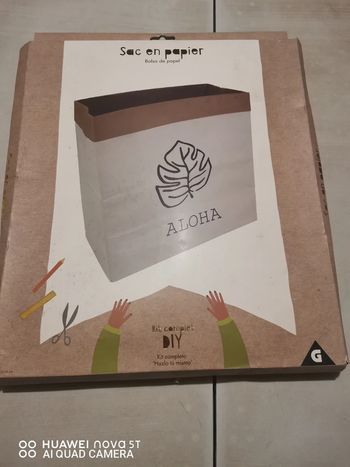 Sac en papier
Bolsa de papel
ALOHA
Kit complet
DIY
Kit completo
"Hazlo tú mismo"
G
HUAWEI nova 5T
AI QUAD CAMERA